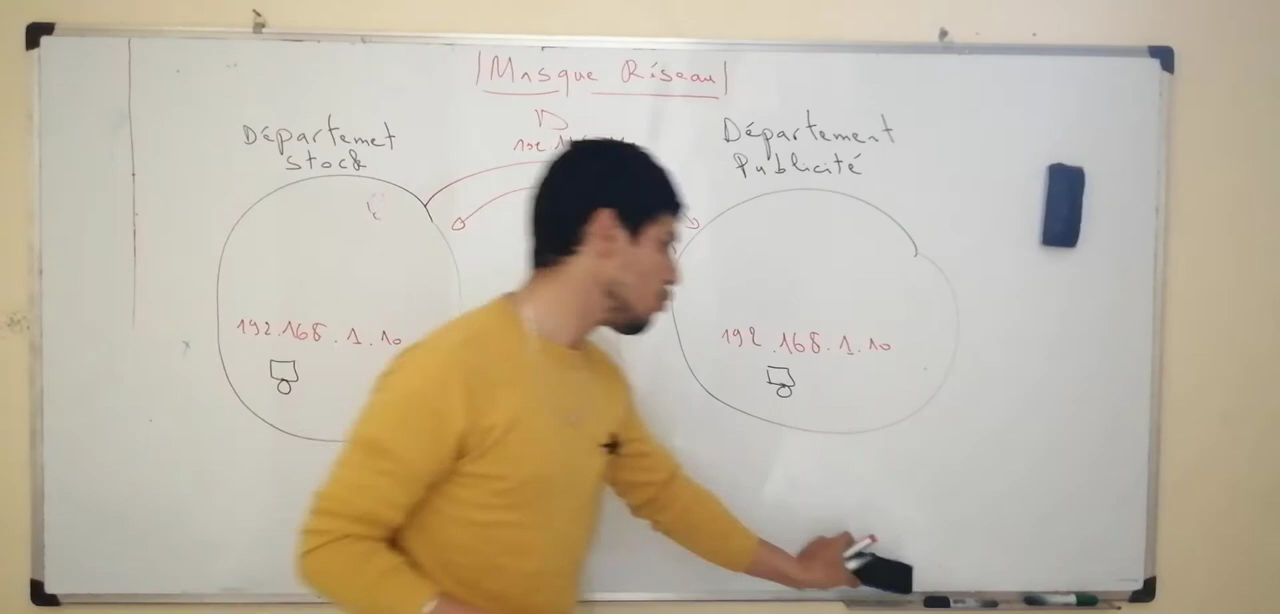 Masque Réseau
Départemet
Stock
Département
Publicité
192.168.1.10
192.168.1.10